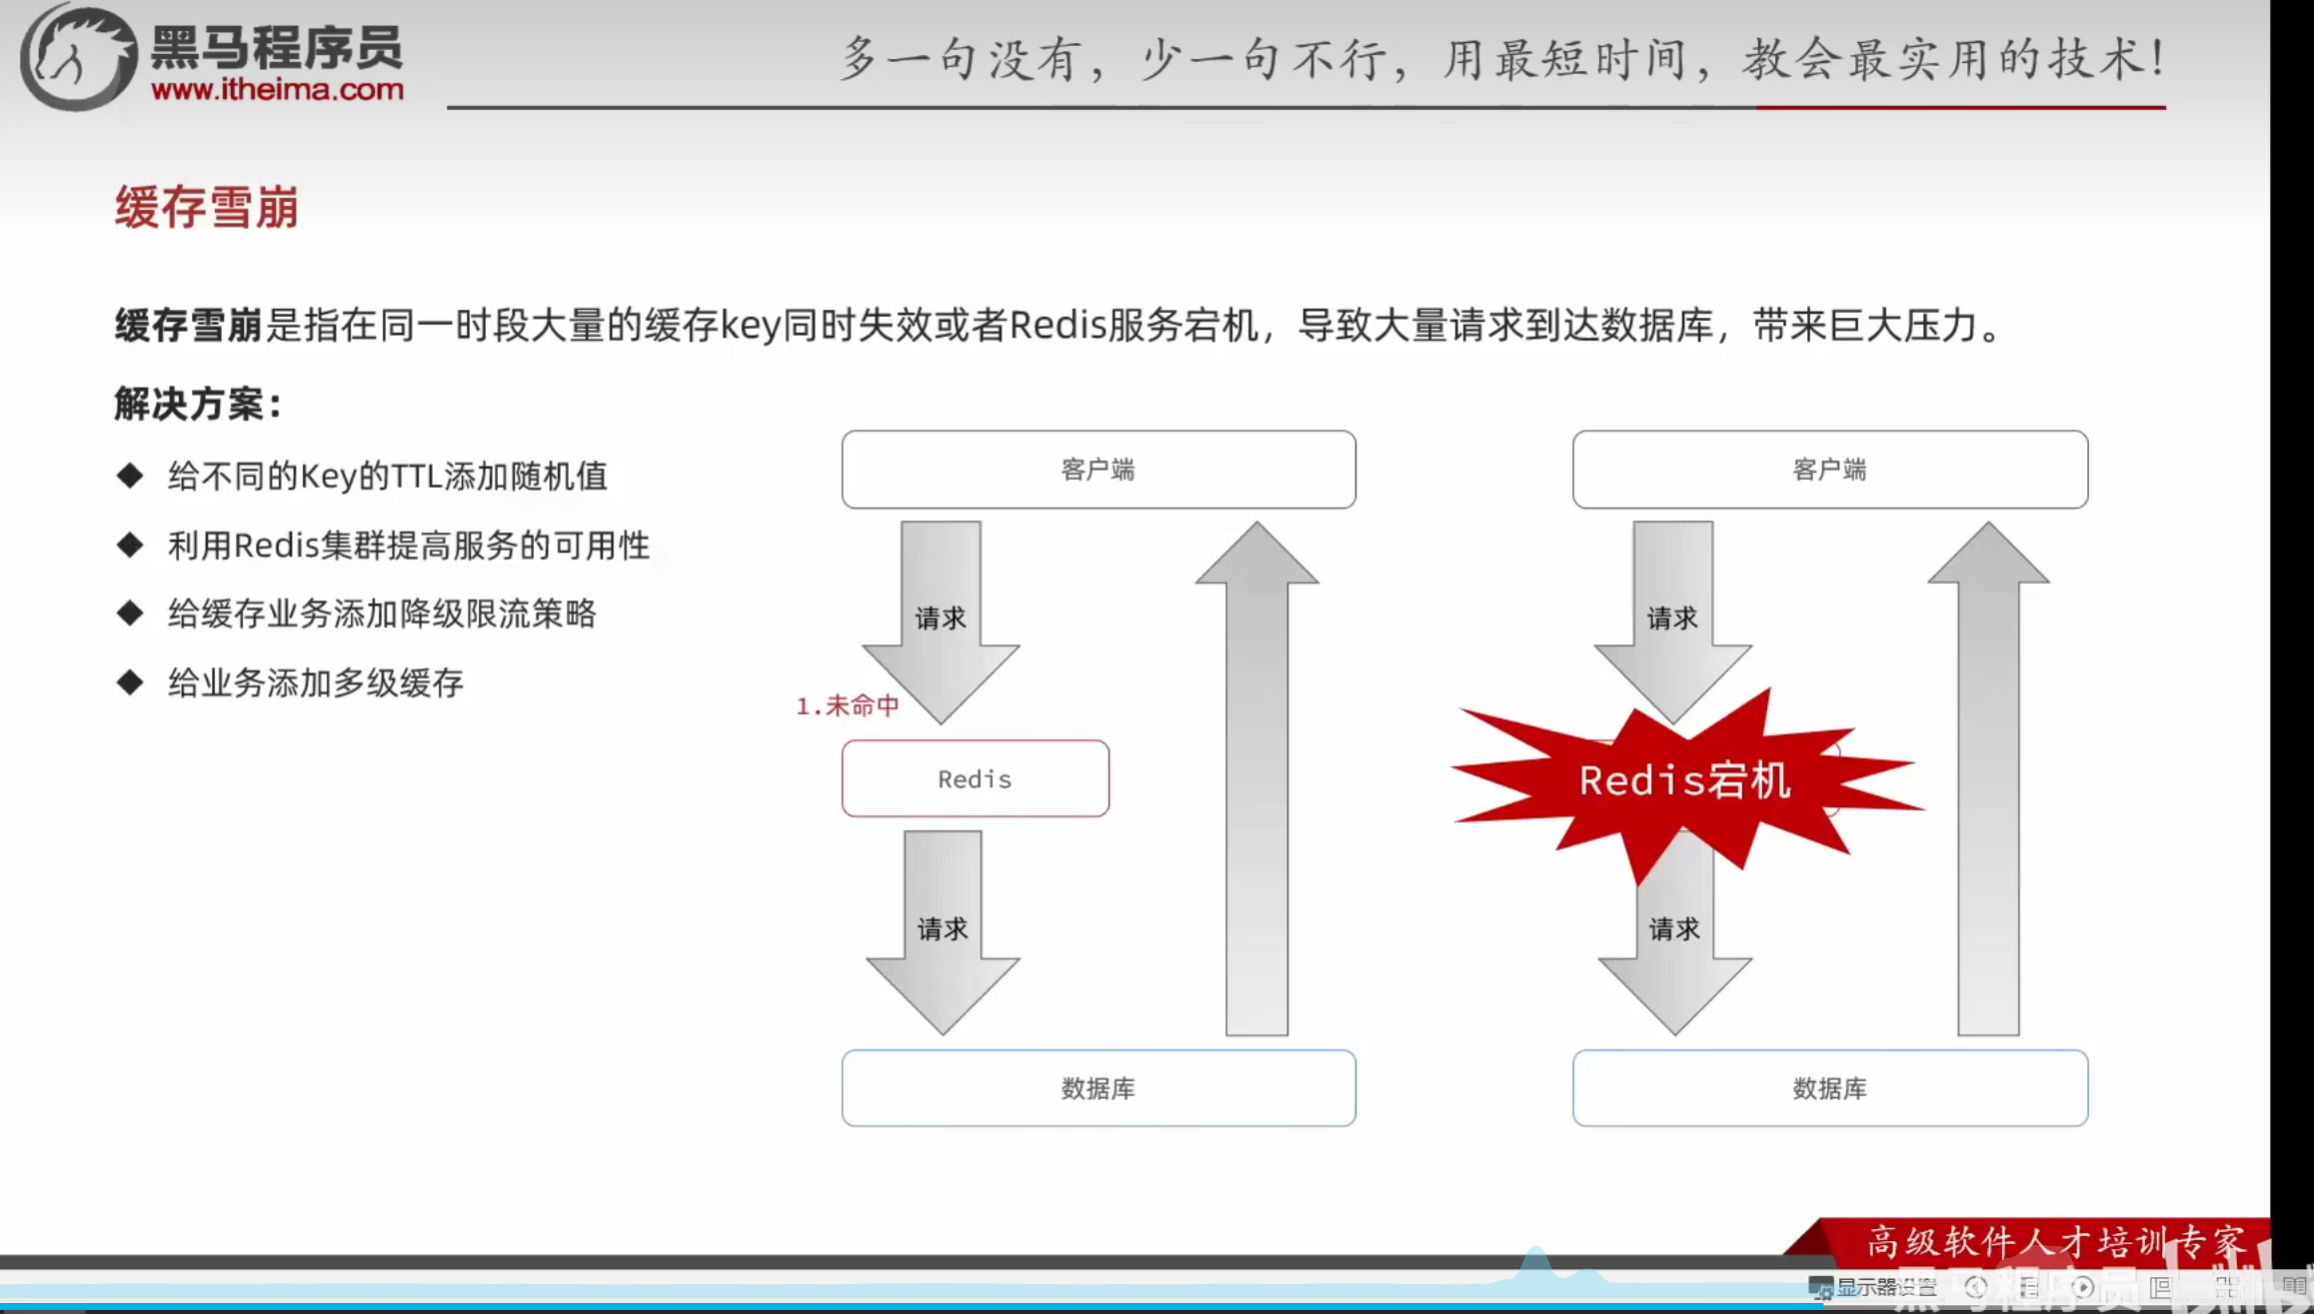 黑马程序员
www.itheima.com
多一句没有，少一句不行，用最短时间，教会最实用的技术！
缓存雪崩
缓存雪崩是指在同一时段大量的缓存key同时失效或者Redis服务宕机，导致大量请求到达数据库，带来巨大压力。
解决方案：
给不同的Key的TTL添加随机值
利用Redis集群提高服务的可用性
给缓存业务添加降级限流策略
给业务添加多级缓存
客户端
请求
1.未命中
Redis
请求
数据库
客户端
请求
Redis宕机
请求
数据库
高级软件人才培训专家
显示器设置
黑马程序员